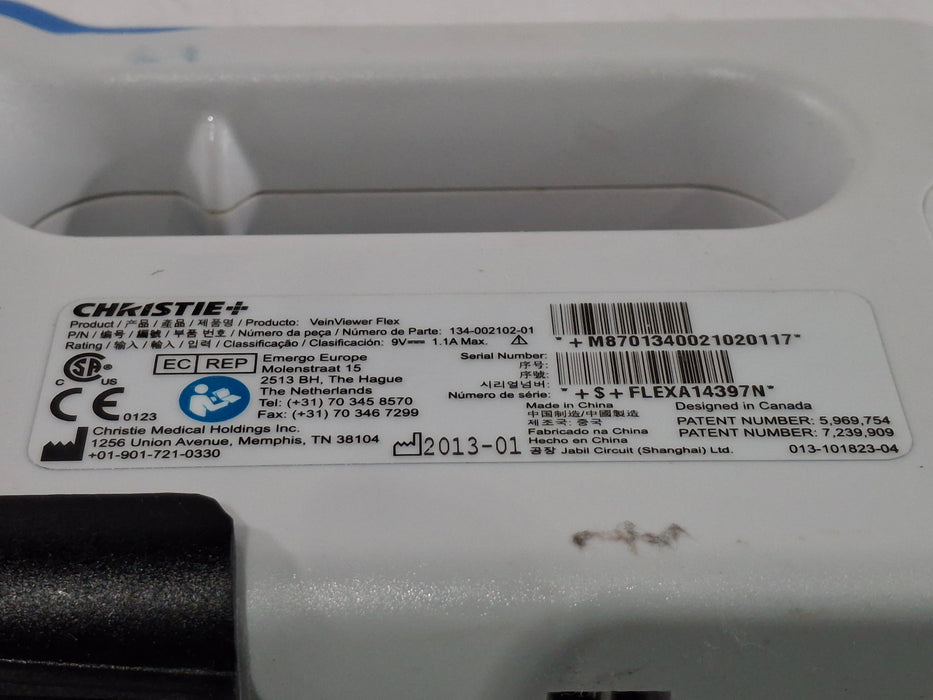 CHRISTIE+
Product / 产品 / 產品 / 제품명 / Producto: VeinViewer Flex
P/N / 编号 / 編號 / 부품 번호 / Número da peça / Número de Parte: 134-002102-01
Rating / 输入 / 輸入 / 입력 / Classificação / Clasificación: 9V 1.1A Max.
"+M8701340021020117"
Serial Number:
序号:
序號:
시리얼넘버:
Número de série: "+$+FLEXA14397N"
SA
C US
EC REP
Emergo Europe
Molenstraat 15
2513 BH, The Hague
The Netherlands
Tel: (+31) 70 345 8570
Fax: (+31) 70 346 7299
CE 0123
Christie Medical Holdings Inc.
1256 Union Avenue, Memphis, TN 38104
+01-901-721-0330
2013-01
Made in China
中国制造/中國製造
제조국: 중국
Fabricado na China
Hecho en China
공장 Jabil Circuit (Shanghai) Ltd.
Designed in Canada
PATENT NUMBER: 5,969,754
PATENT NUMBER: 7,239,909
013-101823-04